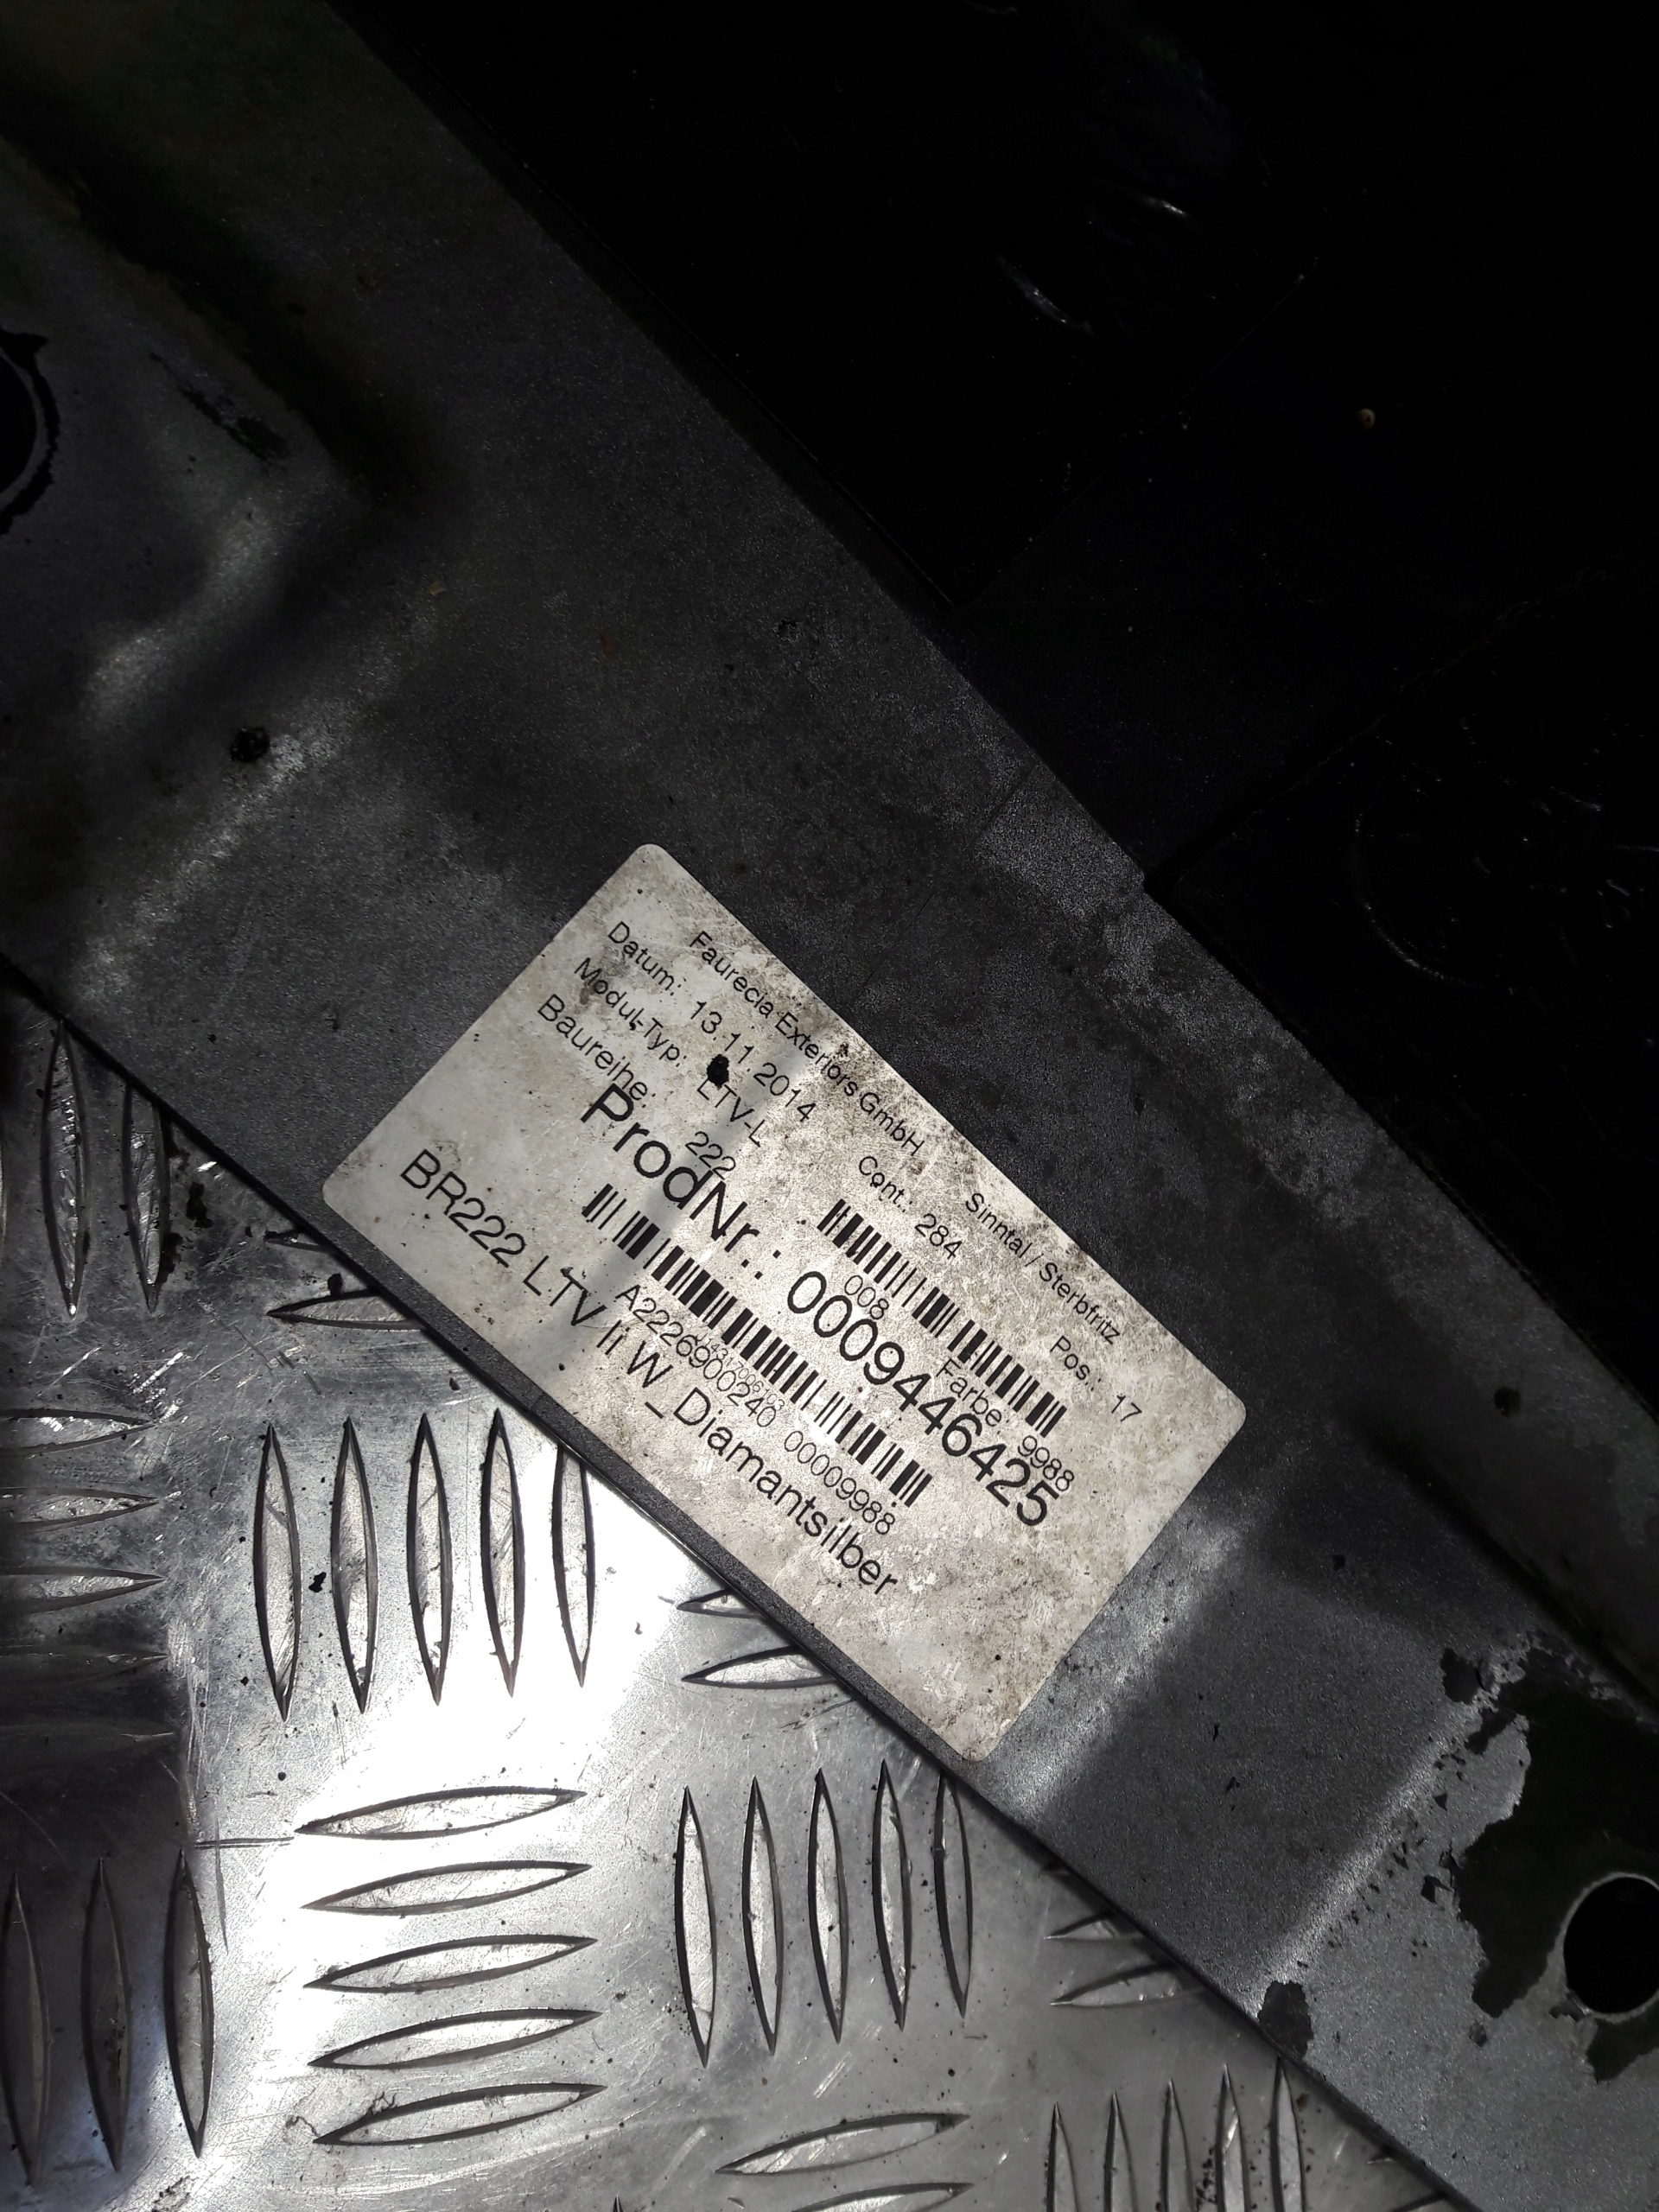 Faurecia Exteriors GmbH Sinntal / Sterbfritz
Datum: 13.11.2014 Cont.: 284 Pos.: 17
Modul-Typ: LTV-L
Baureihe: 222 008 Farbe: 9988
ProdNr.: 0009446425
A2226900240 00009988
BR222 LTV li W_Diamantsilber